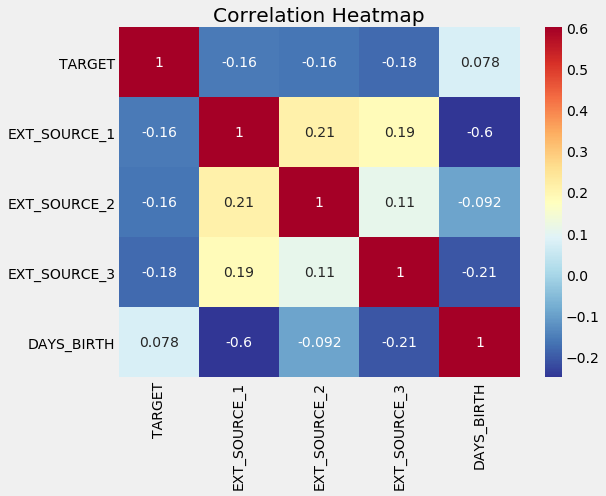 Correlation Heatmap
TARGET 1 -0.16 -0.16 -0.18 0.078
EXT_SOURCE_1 -0.16 1 0.21 0.19 -0.6
EXT_SOURCE_2 -0.16 0.21 1 0.11 -0.092
EXT_SOURCE_3 -0.18 0.19 0.11 1 -0.21
DAYS_BIRTH 0.078 -0.6 -0.092 -0.21 1
TARGET
EXT_SOURCE_1
EXT_SOURCE_2
EXT_SOURCE_3
DAYS_BIRTH
0.6
0.5
0.4
0.3
0.2
0.1
0.0
−0.1
−0.2